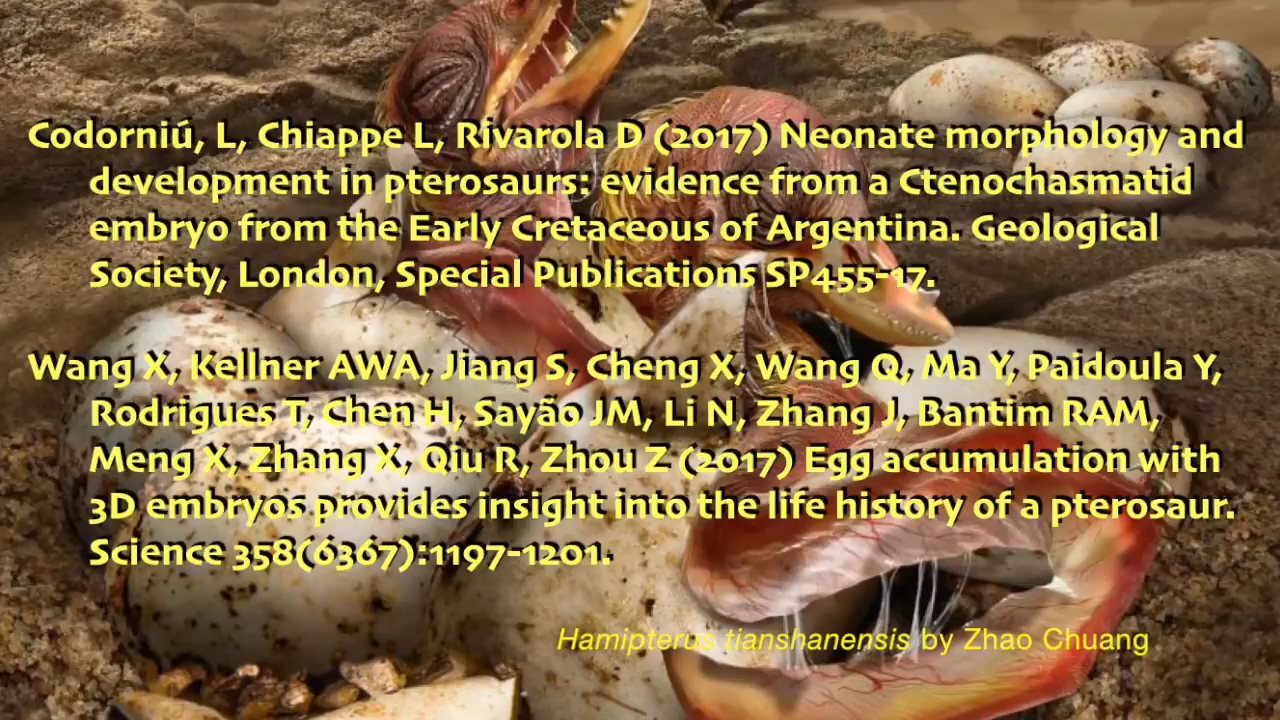 Codorniú, L, Chiappe L, Rivarola D (2017) Neonate morphology and
development in pterosaurs: evidence from a Ctenochasmatid
embryo from the Early Cretaceous of Argentina. Geological
Society, London, Special Publications SP455-17.
Wang X, Kellner AWA, Jiang S, Cheng X, Wang Q, Ma Y, Paidoula Y,
Rodrigues T, Chen H, Sayão JM, Li N, Zhang J, Bantim RAM,
Meng X, Zhang X, Qiu R, Zhou Z (2017) Egg accumulation with
3D embryos provides insight into the life history of a pterosaur.
Science 358(6367):1197-1201.
Hamipterus tianshanensis by Zhao Chuang